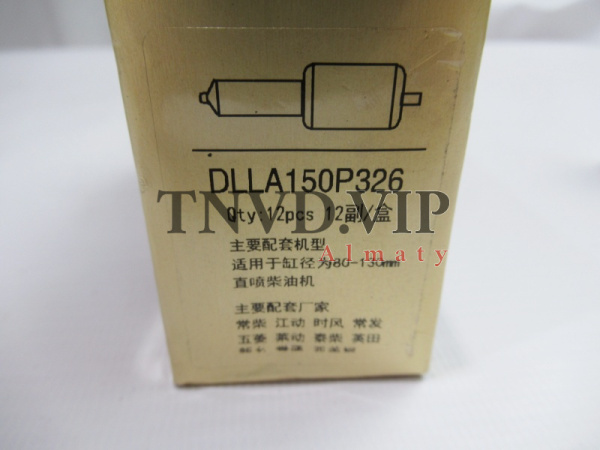 DLLA150P326
TNVD.VIP
Qty:12pcs 12副/盒
Almaty
主要配套机型
适用于缸径为80-130mm
直喷柴油机
主要配套厂家
常柴 江动 时风 常发
五菱 莱动 泰柴 英田